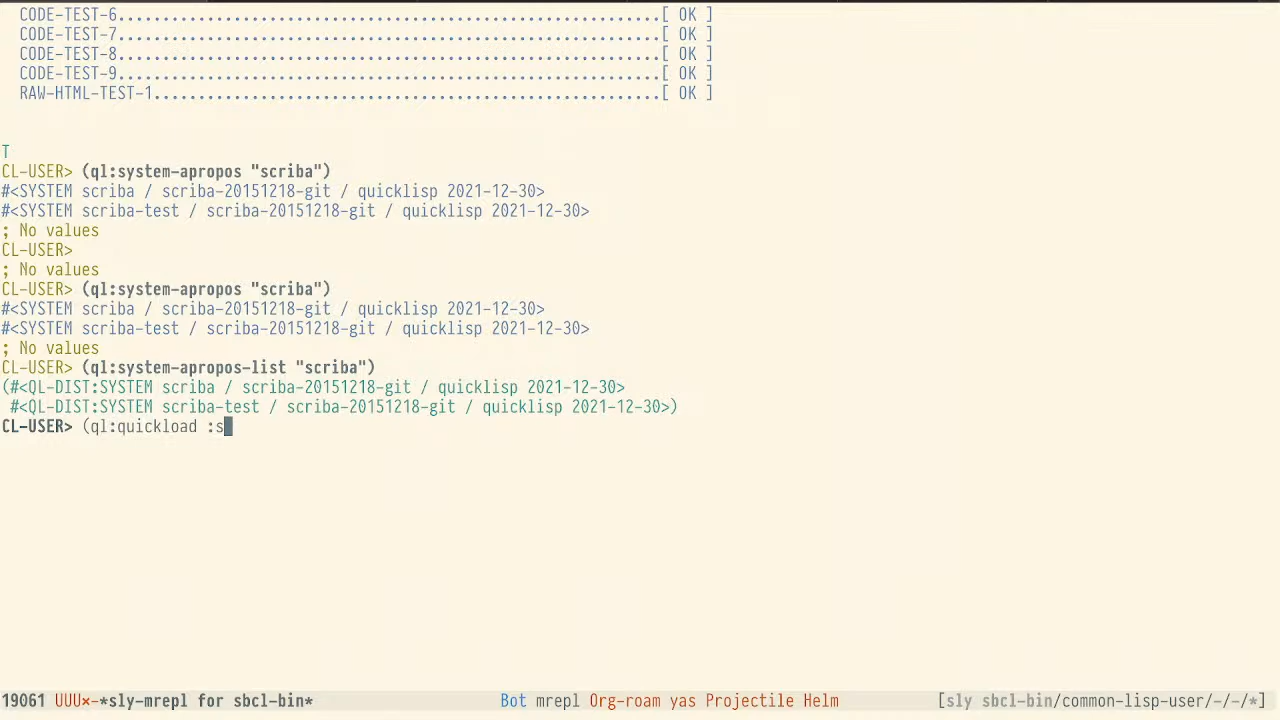 CODE-TEST-6.............................................................[ OK ]
CODE-TEST-7.............................................................[ OK ]
CODE-TEST-8.............................................................[ OK ]
CODE-TEST-9.............................................................[ OK ]
RAW-HTML-TEST-1.........................................................[ OK ]
T
CL-USER> (ql:system-apropos "scriba")
#<SYSTEM scriba / scriba-20151218-git / quicklisp 2021-12-30>
#<SYSTEM scriba-test / scriba-20151218-git / quicklisp 2021-12-30>
; No values
CL-USER>
; No values
CL-USER> (ql:system-apropos "scriba")
#<SYSTEM scriba / scriba-20151218-git / quicklisp 2021-12-30>
#<SYSTEM scriba-test / scriba-20151218-git / quicklisp 2021-12-30>
; No values
CL-USER> (ql:system-apropos-list "scriba")
(#<QL-DIST:SYSTEM scriba / scriba-20151218-git / quicklisp 2021-12-30>
#<QL-DIST:SYSTEM scriba-test / scriba-20151218-git / quicklisp 2021-12-30>)
CL-USER> (ql:quickload :s
19061 UUU×-*sly-mrepl for sbcl-bin* Bot mrepl Org-roam yas Projectile Helm [sly sbcl-bin/common-lisp-user/-/-/*]